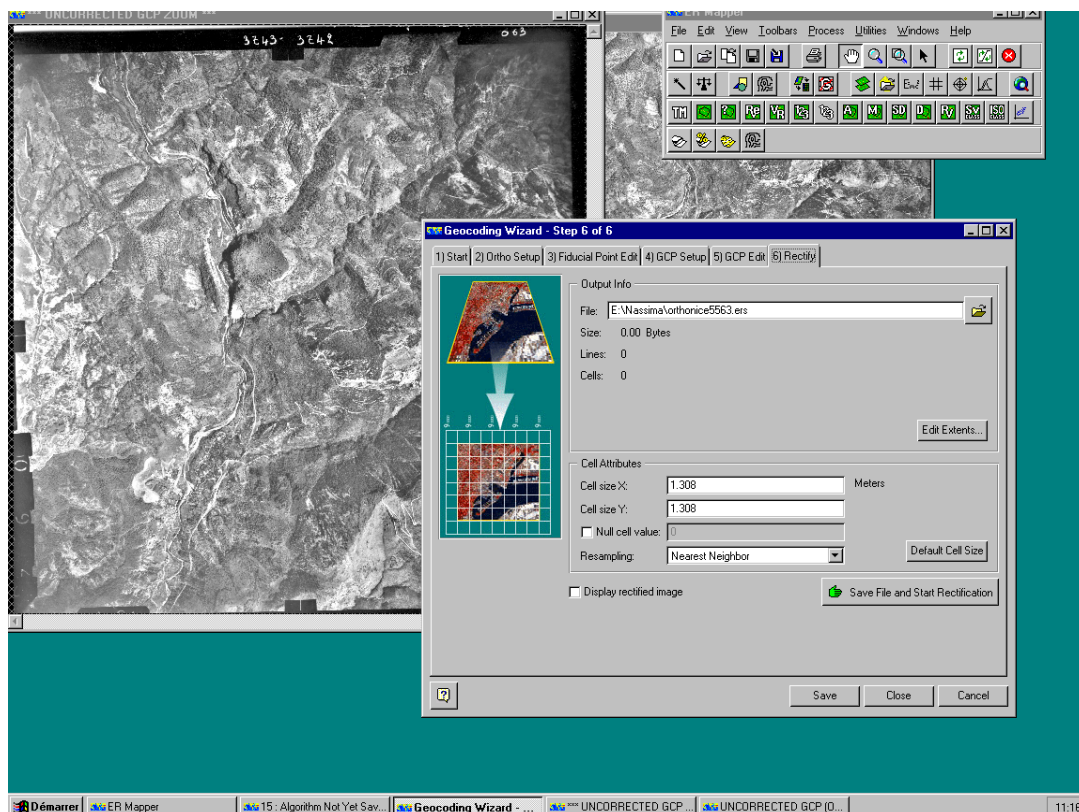 *** UNCORRECTED GCP ZOOM ***
3743 - 3742
063
ER Mapper
File Edit View Toolbars Process Utilities Windows Help
Geocoding Wizard - Step 6 of 6
1) Start 2) Ortho Setup 3) Fiducial Point Edit 4) GCP Setup 5) GCP Edit 6) Rectify
Output Info
File: E:\Nassima\orthonice5563.ers
Size: 0.00 Bytes
Lines: 0
Cells: 0
Edit Extents...
Cell Attributes
Cell size X: 1.308 Meters
Cell size Y: 1.308
Null cell value: 0
Resampling: Nearest Neighbor
Default Cell Size
Display rectified image
Save File and Start Rectification
Save Close Cancel
Démarrer ER Mapper 15 : Algorithm Not Yet Sav... Geocoding Wizard - ... *** UNCORRECTED GCP ... UNCORRECTED GCP (O... 11:16